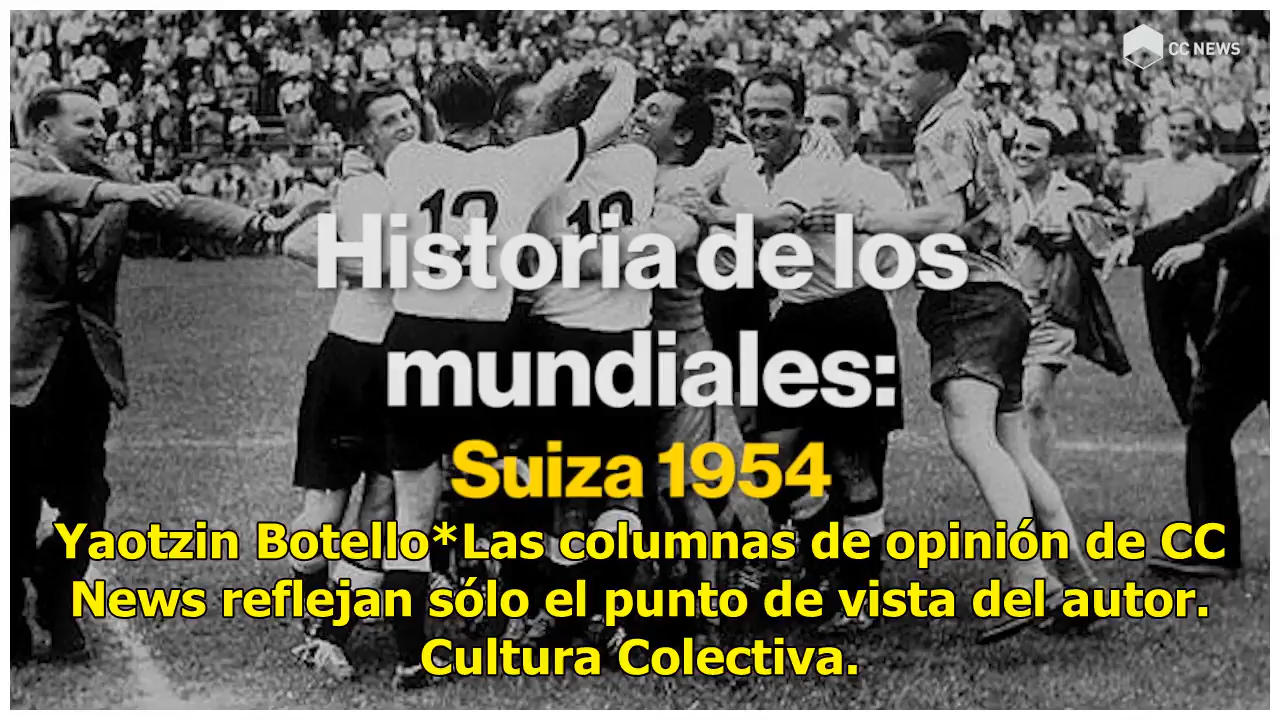 CC NEWS
12
Historia de los
mundiales:
Suiza 1954
Yaotzin Botello*Las columnas de opinión de CC
News reflejan sólo el punto de vista del autor.
Cultura Colectiva.